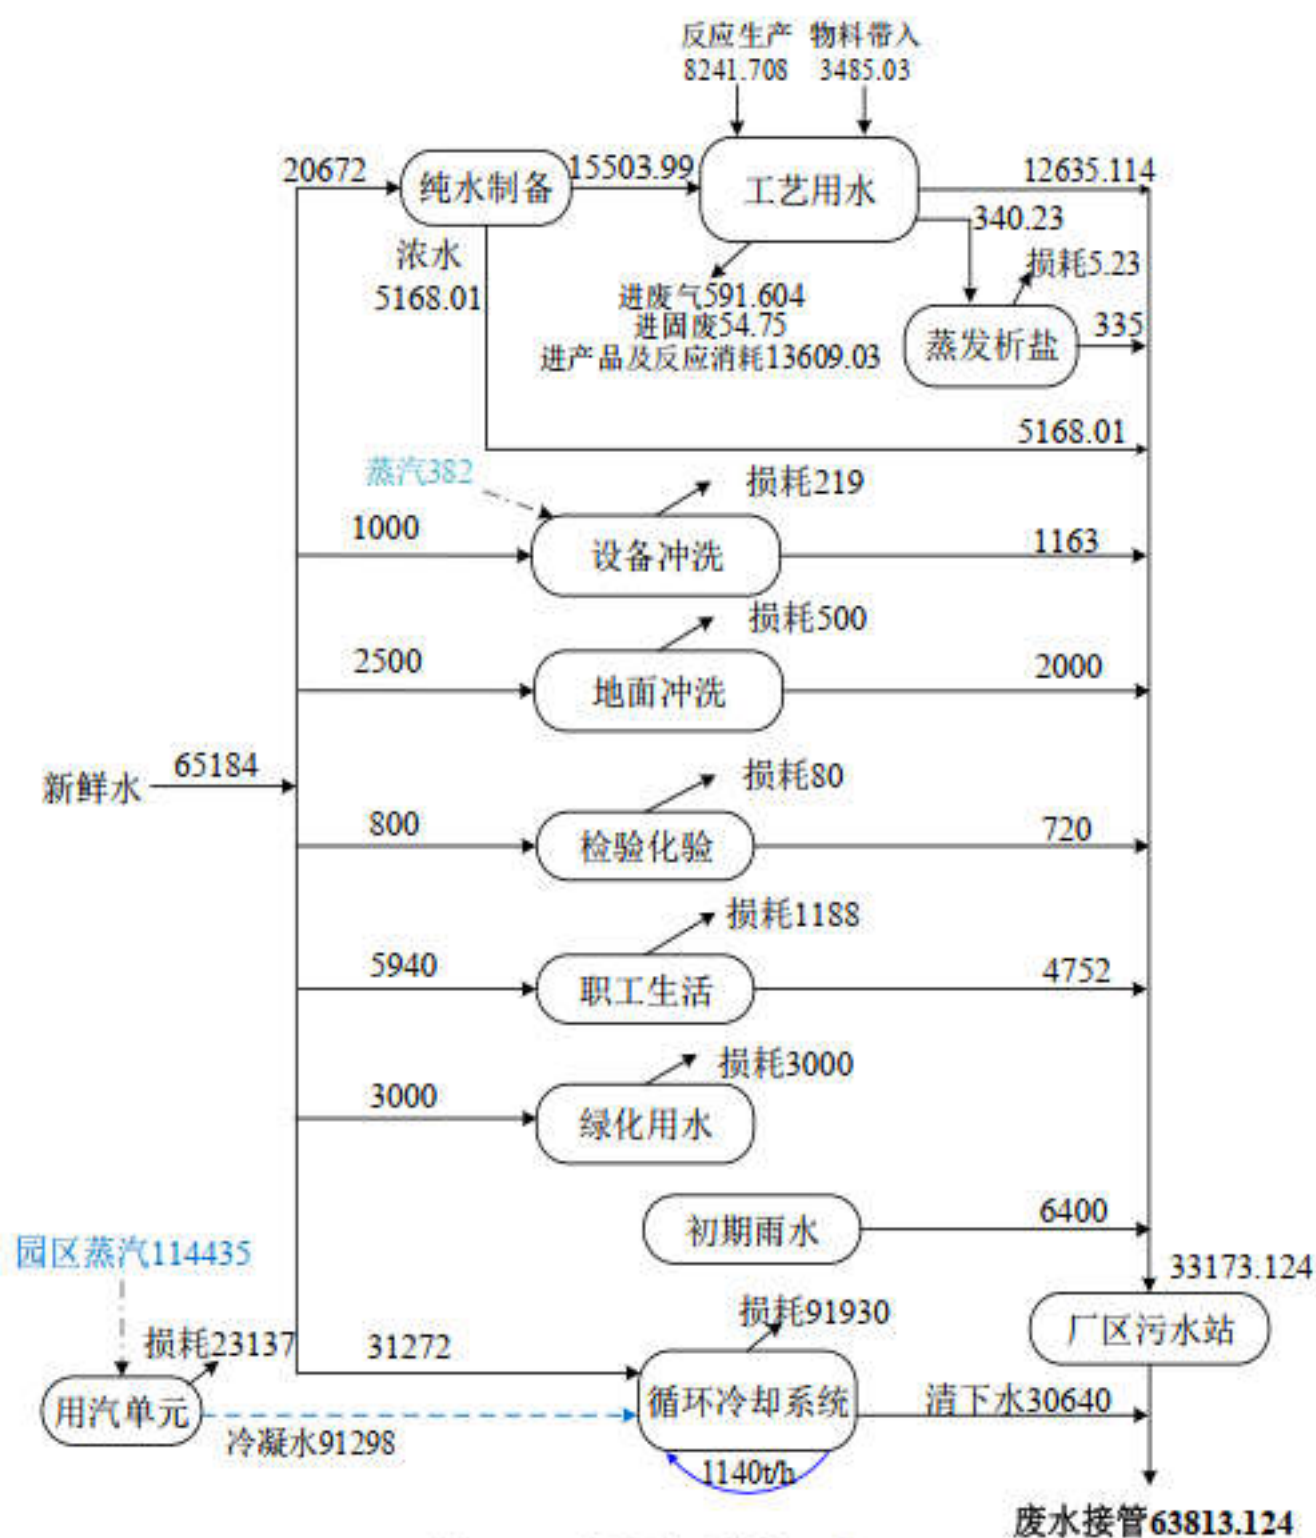 反应生产 物料带入
8241.708 3485.03
20672
纯水制备
15503.99
工艺用水
12635.114
340.23
浓水
5168.01
损耗5.23
进废气591.604
进固废54.75
进产品及反应消耗13609.03
蒸发析盐
335
5168.01
蒸汽382
损耗219
1000
设备冲洗
1163
损耗500
2500
地面冲洗
2000
新鲜水
65184
损耗80
800
检验化验
720
损耗1188
5940
职工生活
4752
损耗3000
3000
绿化用水
初期雨水
6400
园区蒸汽114435
33173.124
损耗91930
厂区污水站
损耗23137
31272
用汽单元
循环冷却系统
清下水30640
冷凝水91298
1140t/h
废水接管63813.124